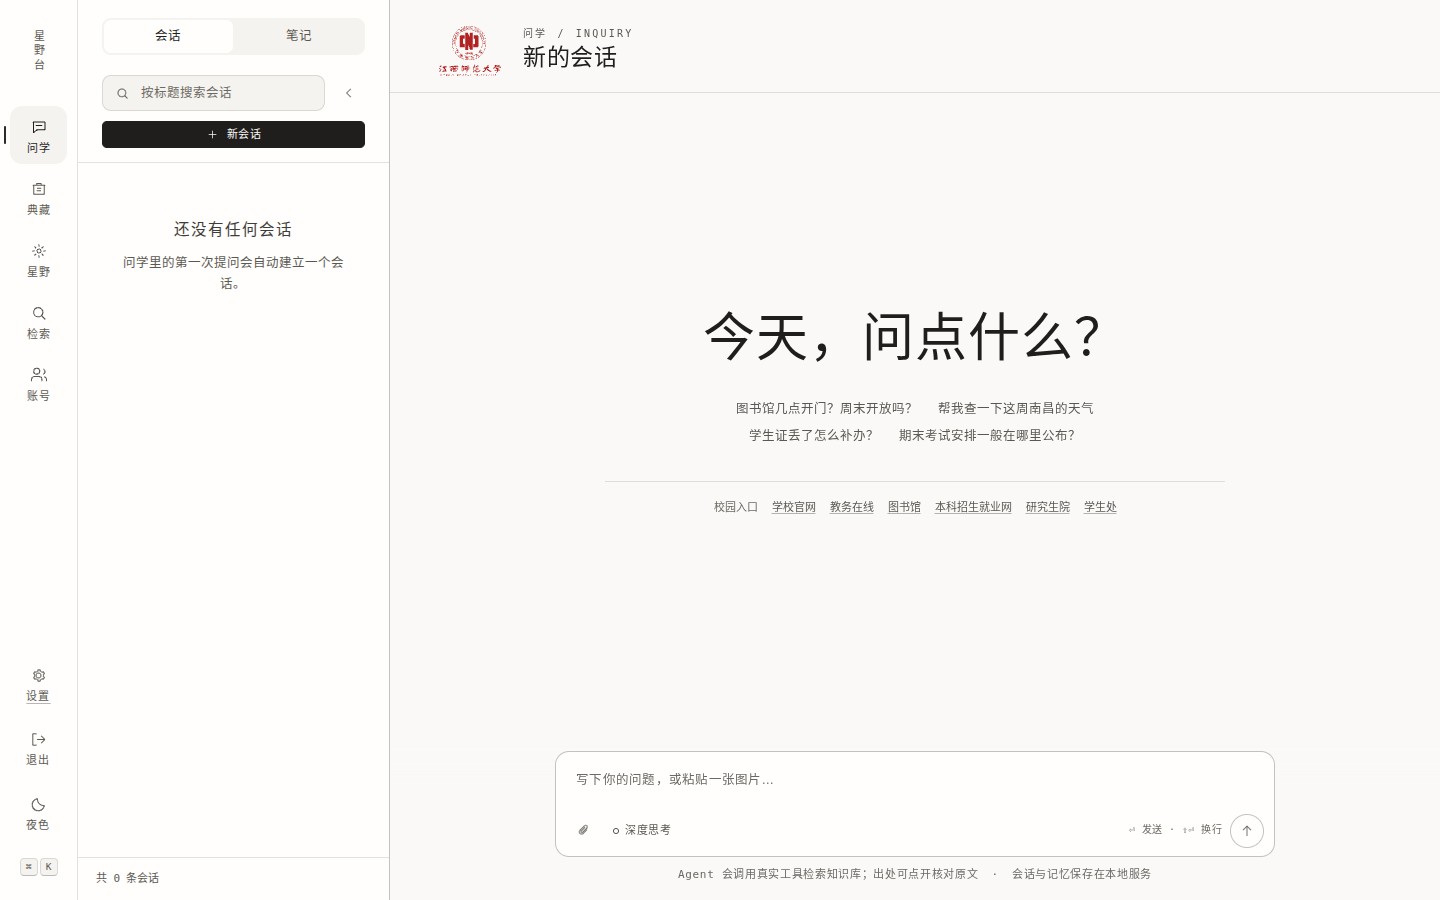 星野台
问学
典藏
星野
检索
账号
设置
退出
夜色
⌘ K
会话 笔记
按标题搜索会话
+ 新会话
还没有任何会话
问学里的第一次提问会自动建立一个会
话。
共 0 条会话
江西师范大学
问学 / INQUIRY
新的会话
今天，问点什么？
图书馆几点开门？周末开放吗？ 帮我查一下这周南昌的天气
学生证丢了怎么补办？ 期末考试安排一般在哪里公布？
校园入口 学校官网 教务在线 图书馆 本科招生就业网 研究生院 学生处
写下你的问题，或粘贴一张图片…
深度思考
⏎ 发送 · ⇧⏎ 换行
Agent 会调用真实工具检索知识库；出处可点开核对原文 · 会话与记忆保存在本地服务